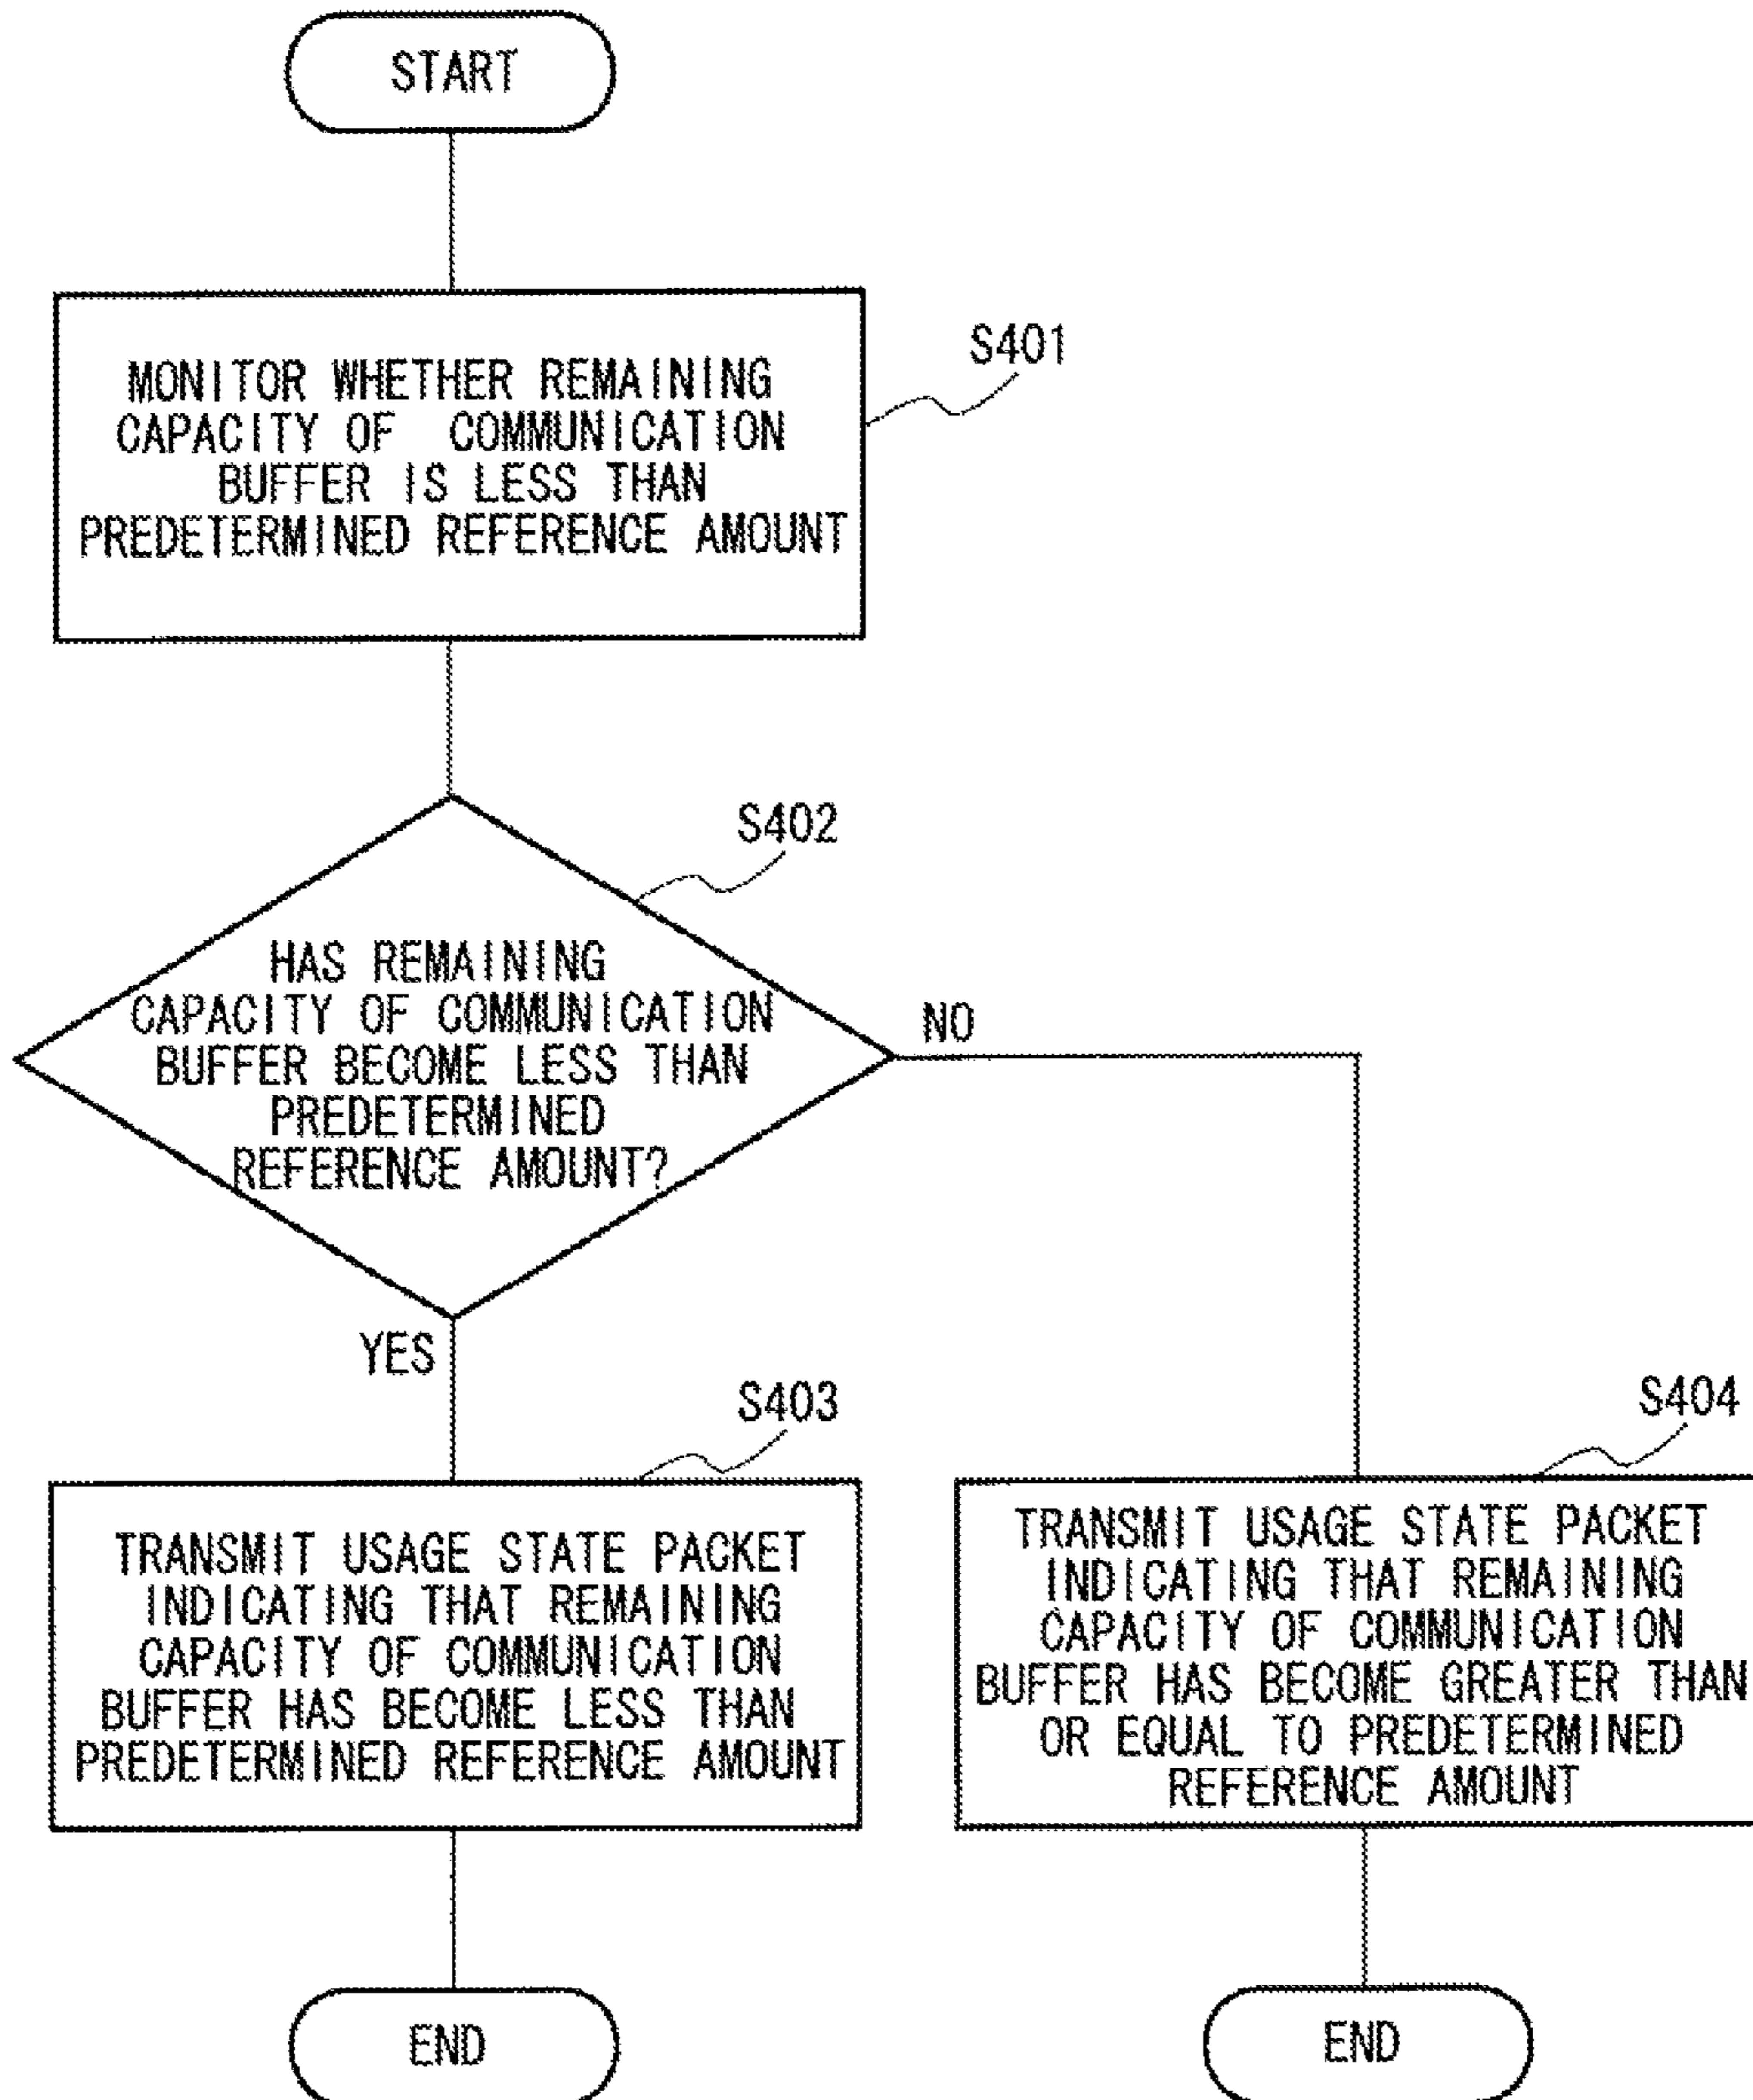 START
S401
MONITOR WHETHER REMAINING
CAPACITY OF COMMUNICATION
BUFFER IS LESS THAN
PREDETERMINED REFERENCE AMOUNT
S402
HAS REMAINING
CAPACITY OF COMMUNICATION
BUFFER BECOME LESS THAN
PREDETERMINED
REFERENCE AMOUNT?
NO
YES
S403
TRANSMIT USAGE STATE PACKET
INDICATING THAT REMAINING
CAPACITY OF COMMUNICATION
BUFFER HAS BECOME LESS THAN
PREDETERMINED REFERENCE AMOUNT
END
S404
TRANSMIT USAGE STATE PACKET
INDICATING THAT REMAINING
CAPACITY OF COMMUNICATION
BUFFER HAS BECOME GREATER THAN
OR EQUAL TO PREDETERMINED
REFERENCE AMOUNT
END